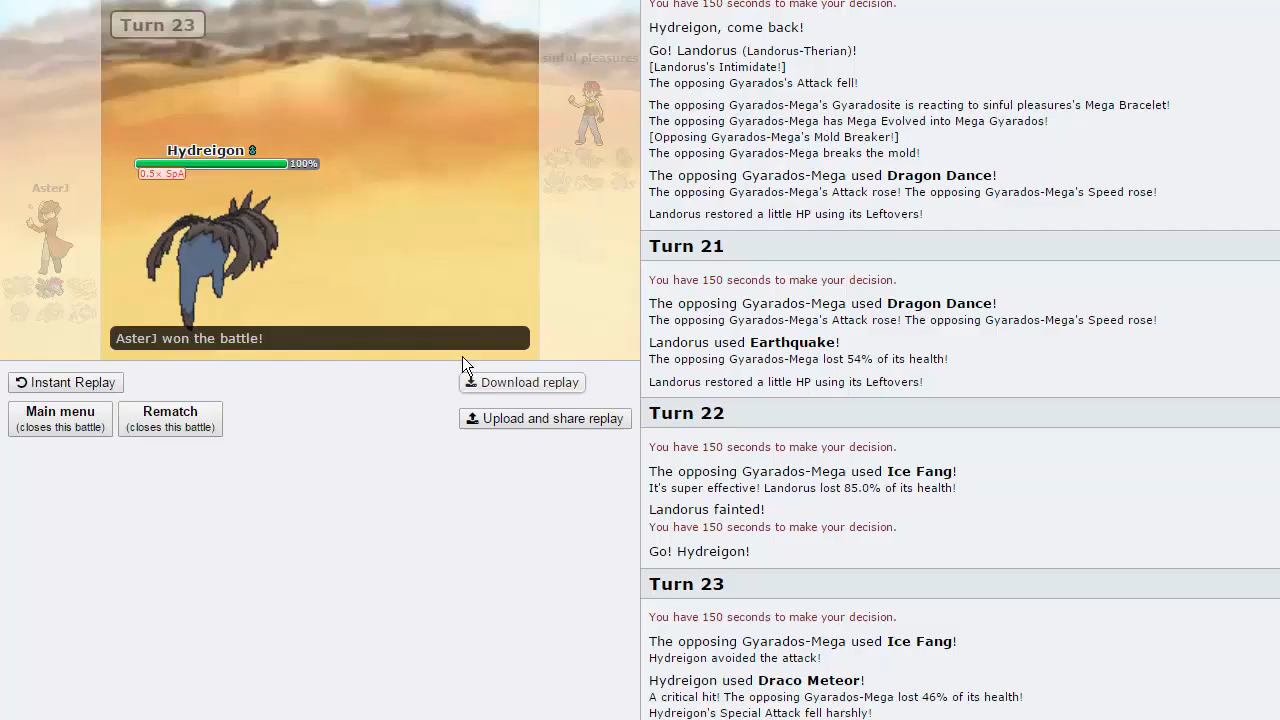 Turn 23
sinful pleasures
Hydreigon
100%
0.5× SpA
AsterJ
AsterJ won the battle!
Instant Replay
Download replay
Main menu
(closes this battle)
Rematch
(closes this battle)
Upload and share replay
You have 150 seconds to make your decision.
Hydreigon, come back!
Go! Landorus (Landorus-Therian)!
[Landorus's Intimidate!]
The opposing Gyarados's Attack fell!
The opposing Gyarados-Mega's Gyaradosite is reacting to sinful pleasures's Mega Bracelet!
The opposing Gyarados-Mega has Mega Evolved into Mega Gyarados!
[Opposing Gyarados-Mega's Mold Breaker!]
The opposing Gyarados-Mega breaks the mold!
The opposing Gyarados-Mega used Dragon Dance!
The opposing Gyarados-Mega's Attack rose! The opposing Gyarados-Mega's Speed rose!
Landorus restored a little HP using its Leftovers!
Turn 21
You have 150 seconds to make your decision.
The opposing Gyarados-Mega used Dragon Dance!
The opposing Gyarados-Mega's Attack rose! The opposing Gyarados-Mega's Speed rose!
Landorus used Earthquake!
The opposing Gyarados-Mega lost 54% of its health!
Landorus restored a little HP using its Leftovers!
Turn 22
You have 150 seconds to make your decision.
The opposing Gyarados-Mega used Ice Fang!
It's super effective! Landorus lost 85.0% of its health!
Landorus fainted!
You have 150 seconds to make your decision.
Go! Hydreigon!
Turn 23
You have 150 seconds to make your decision.
The opposing Gyarados-Mega used Ice Fang!
Hydreigon avoided the attack!
Hydreigon used Draco Meteor!
A critical hit! The opposing Gyarados-Mega lost 46% of its health!
Hydreigon's Special Attack fell harshly!